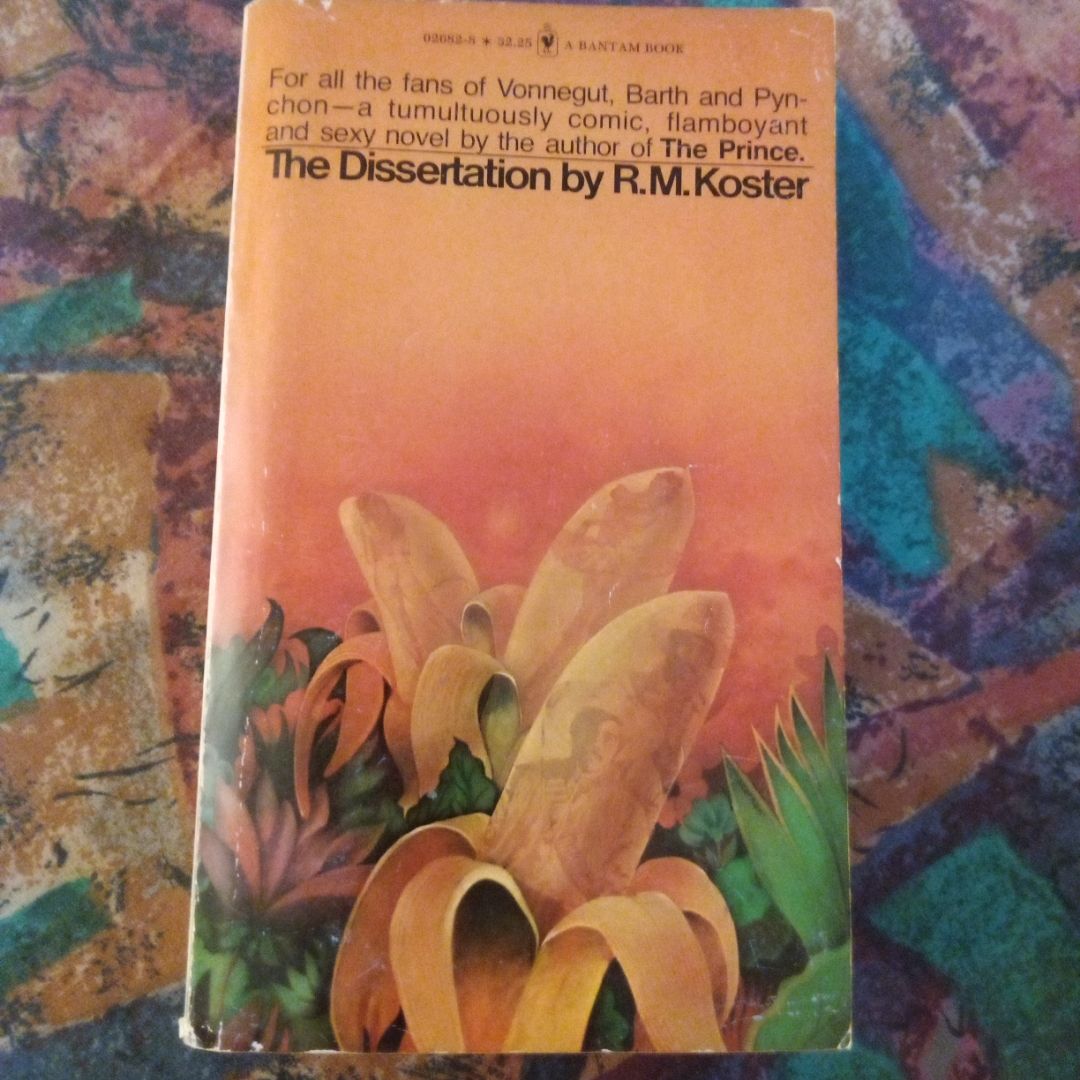 02682-8 * $2.25 A BANTAM BOOK
For all the fans of Vonnegut, Barth and Pyn-
chon—a tumultuously comic, flamboyant
and sexy novel by the author of The Prince.
The Dissertation by R.M.Koster